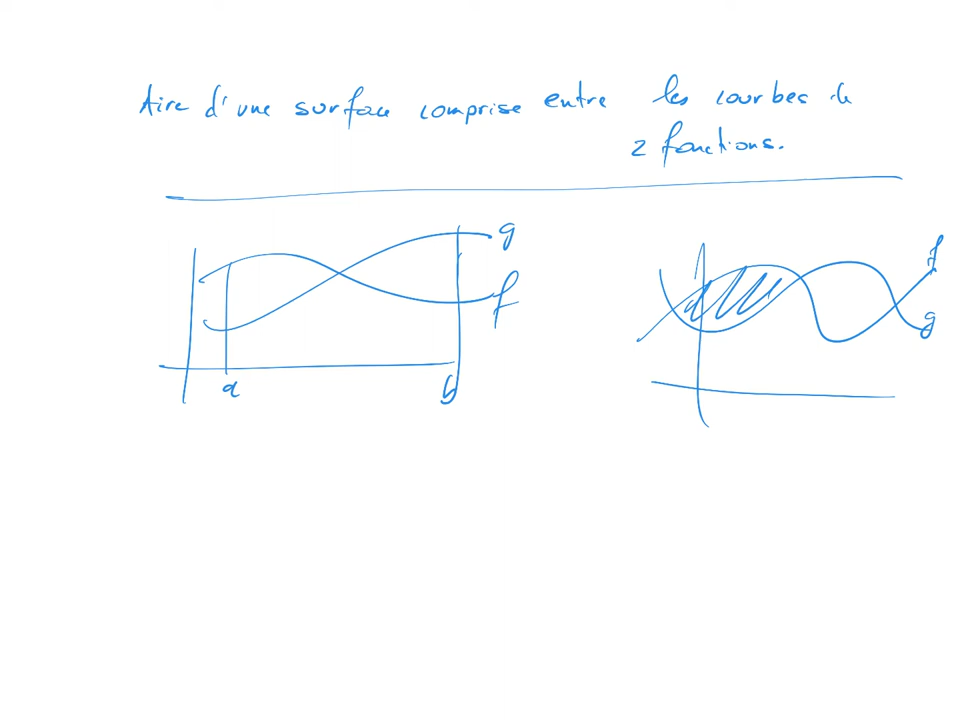 Aire d'une surface comprise entre les courbes de
2 fonctions.
g
f
a
b
f
g